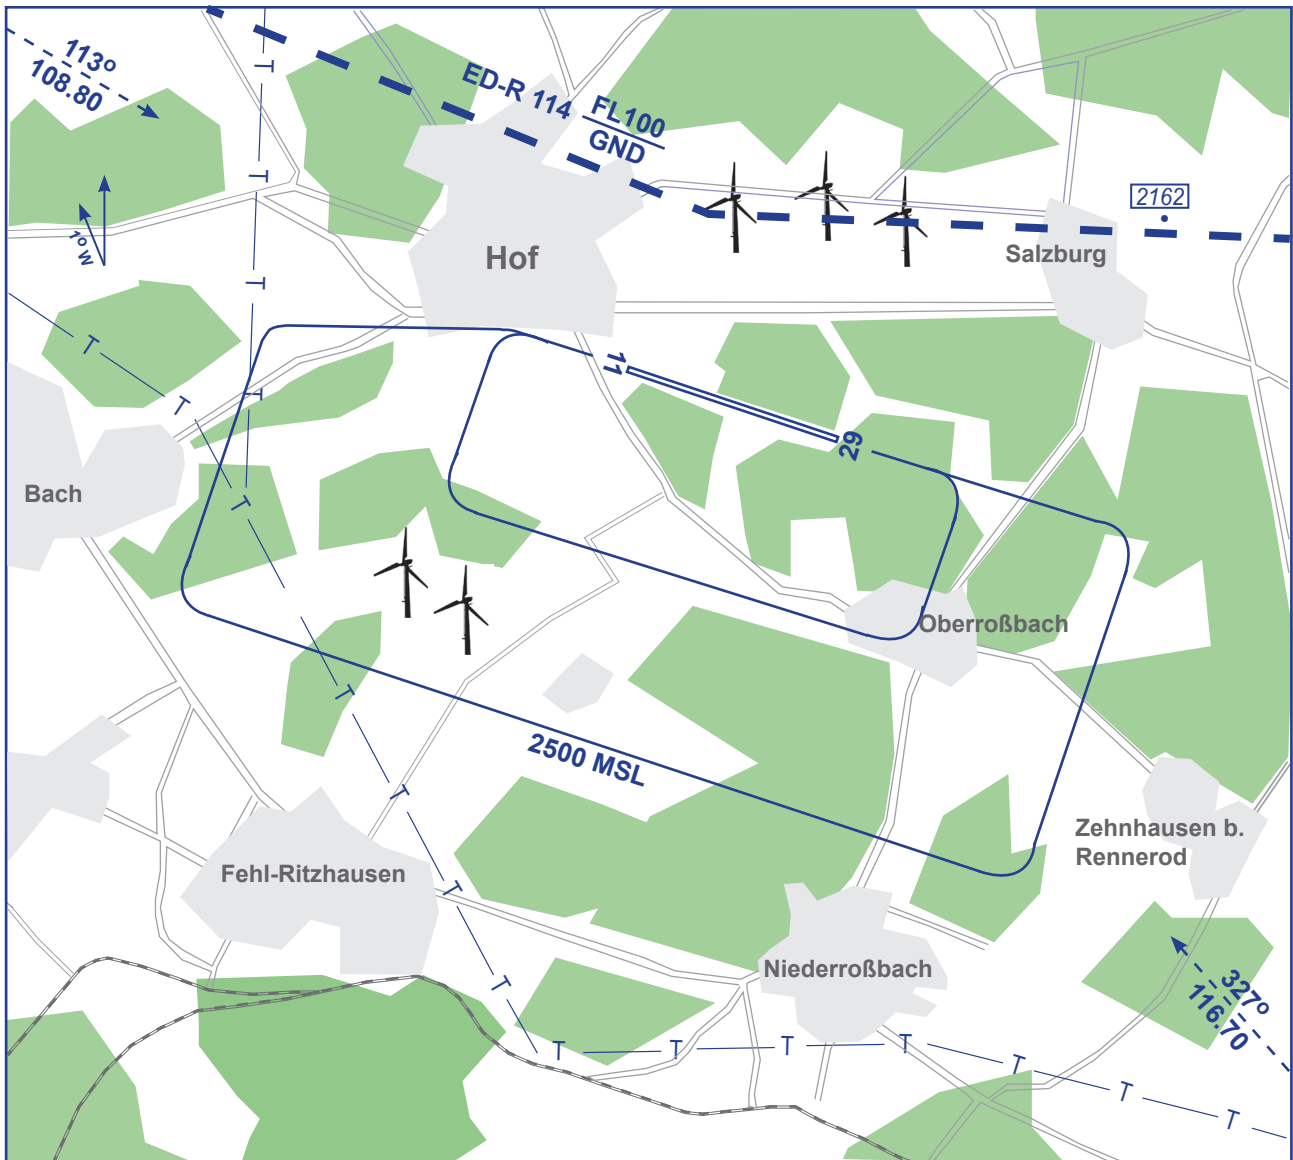 113°
108.80
T
T
ED-R 114
FL100
GND
T
2162
1° W
Hof
Salzburg
T
T
11
T
T
29
Bach
T
Oberroßbach
T
2500 MSL
T
Zehnhausen b.
Rennerod
Fehl-Ritzhausen
T
Niederroßbach
T
327°
116.70
T
T
T
T
T
T
T